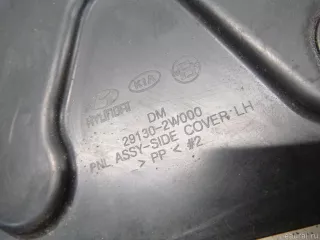 HYUNDAI KIA
DM
29130-2W000
PNL ASSY-SIDE COVER·LH
> PP < #2